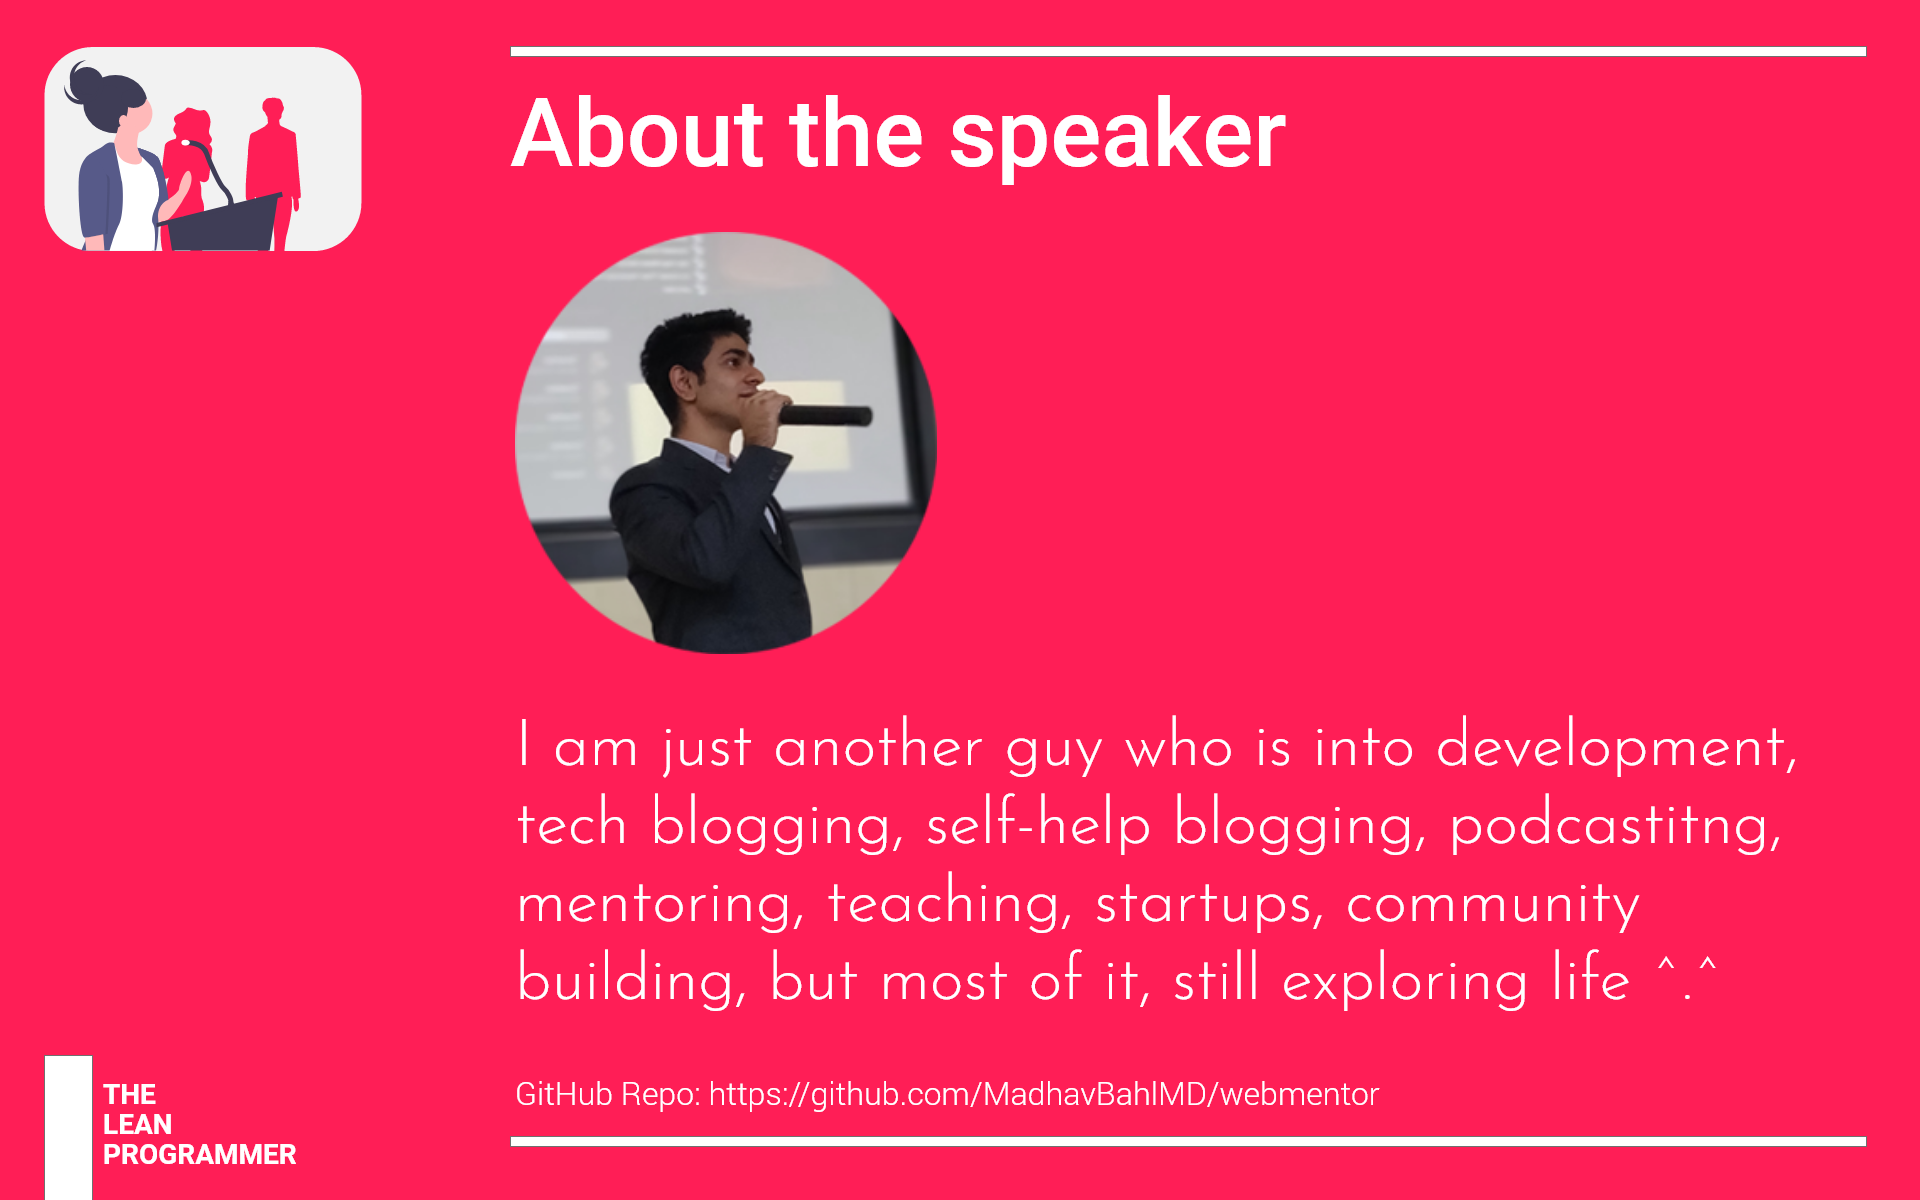 About the speaker
I am just another guy who is into development,
tech blogging, self-help blogging, podcastitng,
mentoring, teaching, startups, community
building, but most of it, still exploring life ^.^
GitHub Repo: https://github.com/MadhavBahlMD/webmentor
THE
LEAN
PROGRAMMER